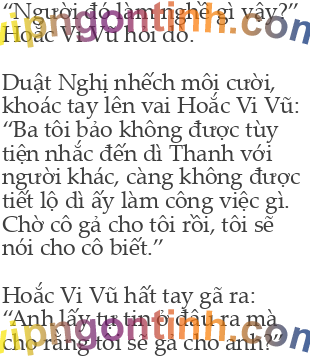 “Người đó làm nghề gì vậy?”
Hoắc Vi Vũ hỏi dò.
Duật Nghị nhếch môi cười,
khoác tay lên vai Hoắc Vi Vũ:
“Ba tôi bảo không được tùy
tiện nhắc đến dì Thanh với
người khác, càng không được
tiết lộ dì ấy làm công việc gì.
Chờ cô gả cho tôi rồi, tôi sẽ
nói cho cô biết.”
Hoắc Vi Vũ hất tay gã ra:
“Anh lấy tự tin ở đâu ra mà
cho rằng tôi sẽ gả cho anh?”
vipngontinh.com
vipngontinh.com